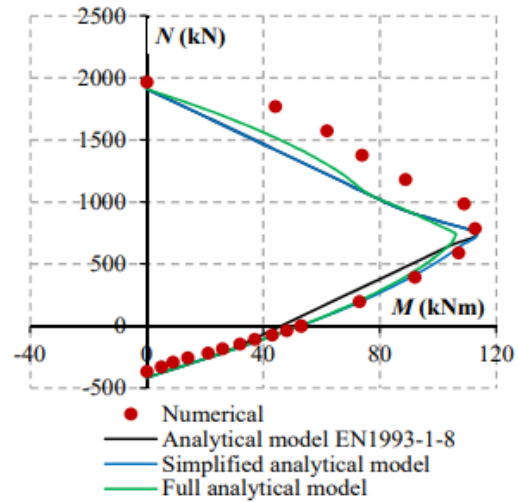 2500
N (kN)
2000
1500
1000
500
M (kNm)
0
-40
0
40
80
120
-500
Numerical
Analytical model EN1993-1-8
Simplified analytical model
Full analytical model